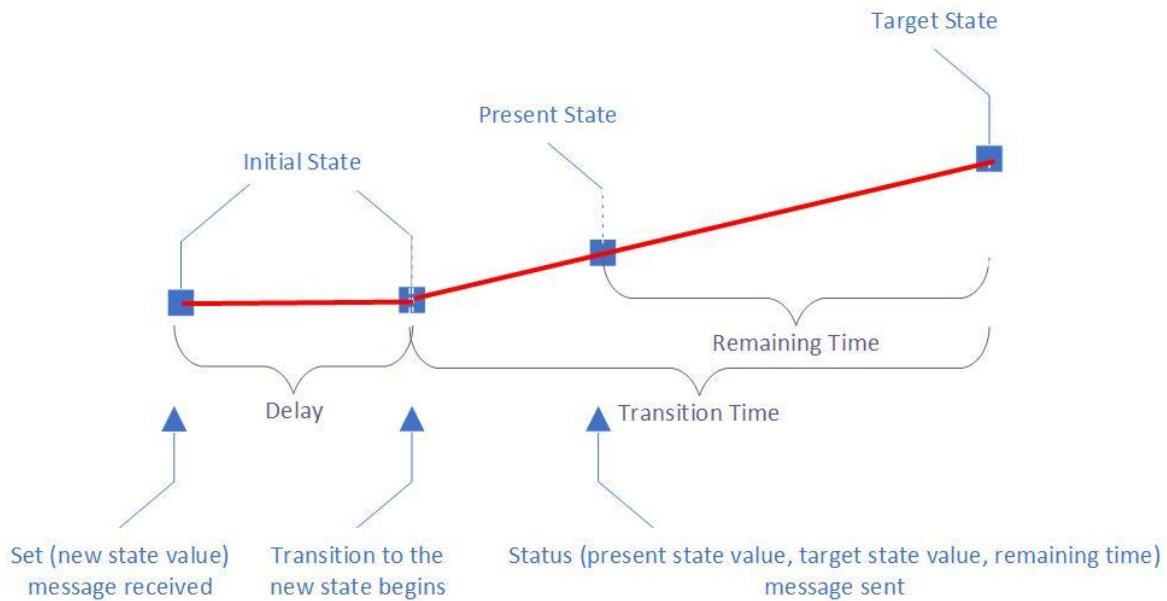 Target State
Present State
Initial State
Remaining Time
Delay
Transition Time
Set (new state value)
message received
Transition to the
new state begins
Status (present state value, target state value, remaining time)
message sent